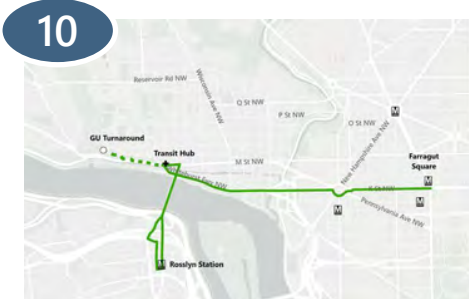 10
Reservoir Rd NW
Wisconsin Ave NW
Q St NW
P St NW
O St NW
New Hampshire Ave NW
GU Turnaround
Transit Hub
M St NW
Farragut
Square
K St NW
Pennsylvania Ave NW
M
M
M
M
M
Rosslyn Station